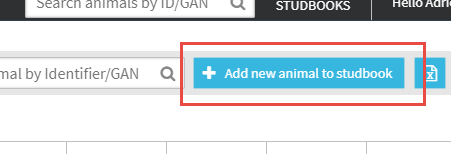 Search animals by ID/GAN
STUDBOOKS
Hello Adri
mal by Identifier/GAN
Add new animal to studbook